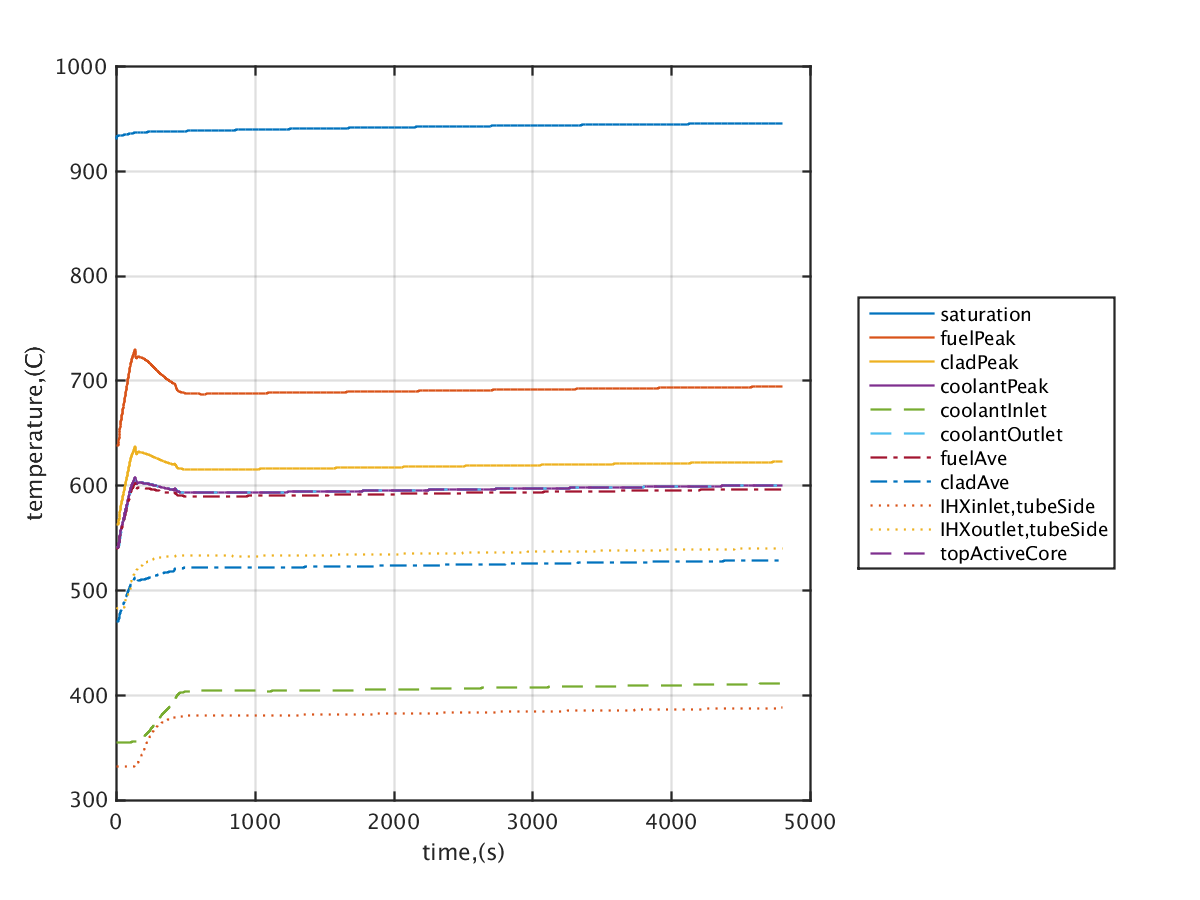 1000
900
800
700
600
500
400
300
0
1000
2000
3000
4000
5000
temperature,(C)
time,(s)
saturation
fuelPeak
cladPeak
coolantPeak
coolantInlet
coolantOutlet
fuelAve
cladAve
IHXinlet,tubeSide
IHXoutlet,tubeSide
topActiveCore